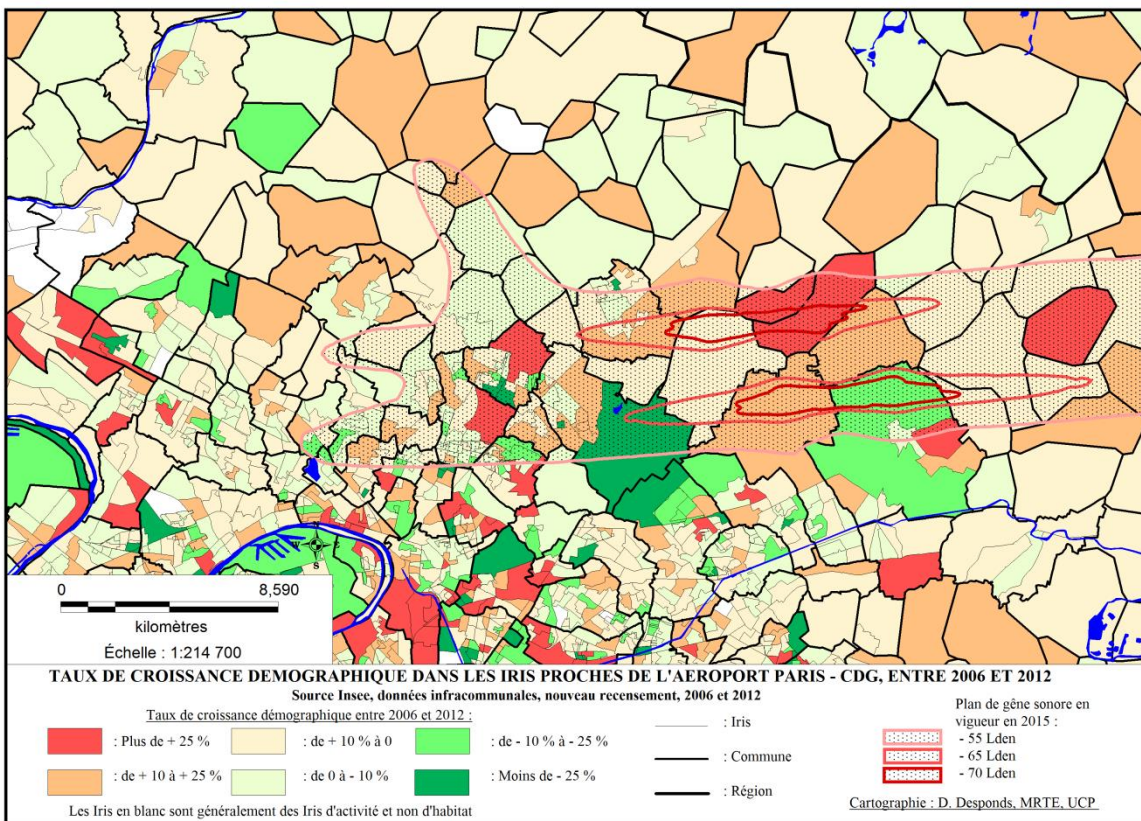 N
W E
S
0 8,590
kilomètres
Échelle : 1:214 700
TAUX DE CROISSANCE DEMOGRAPHIQUE DANS LES IRIS PROCHES DE L'AEROPORT PARIS - CDG, ENTRE 2006 ET 2012
Source Insee, données infracommunales, nouveau recensement, 2006 et 2012
Taux de croissance démographique entre 2006 et 2012 :
: Plus de + 25 %
: de + 10 % à 0
: de - 10 % à - 25 %
: de + 10 à + 25 %
: de 0 à - 10 %
: Moins de - 25 %
Les Iris en blanc sont généralement des Iris d'activité et non d'habitat
: Iris
: Commune
: Région
Plan de gêne sonore en
vigueur en 2015 :
- 55 Lden
- 65 Lden
- 70 Lden
Cartographie : D. Desponds, MRTE, UCP